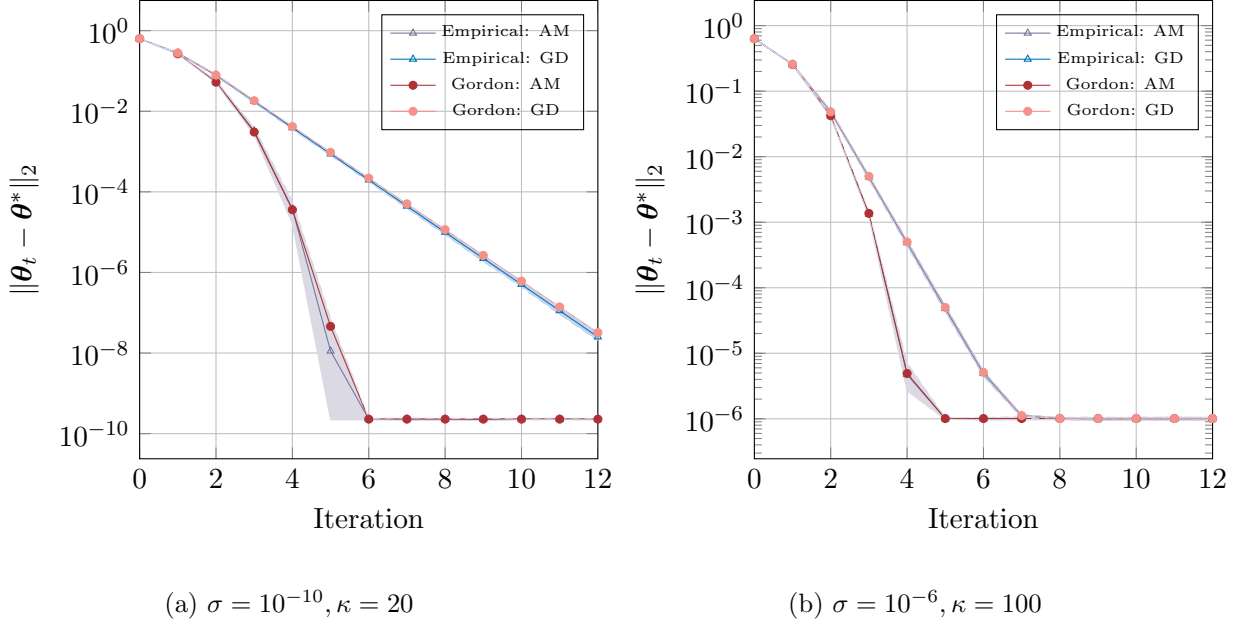 10^0
10^{-2}
10^{-4}
10^{-6}
10^{-8}
10^{-10}
‖θ_t − θ*‖_2
0 2 4 6 8 10 12
Iteration
Empirical: AM
Empirical: GD
Gordon: AM
Gordon: GD
(a) σ = 10^{-10}, κ = 20
10^0
10^{-1}
10^{-2}
10^{-3}
10^{-4}
10^{-5}
10^{-6}
‖θ_t − θ*‖_2
0 2 4 6 8 10 12
Iteration
Empirical: AM
Empirical: GD
Gordon: AM
Gordon: GD
(b) σ = 10^{-6}, κ = 100